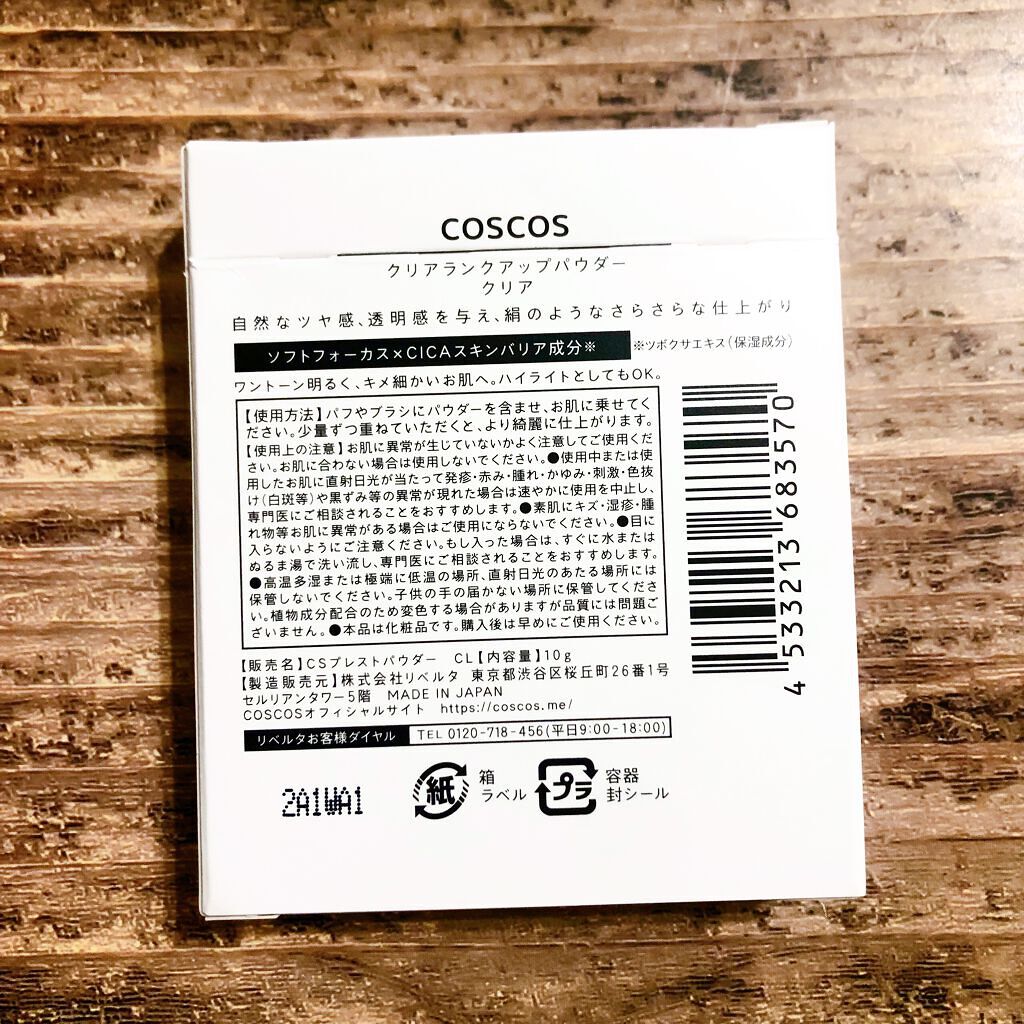 COSCOS
クリアランクアップパウダー
クリア
自然なツヤ感、透明感を与え、絹のようなさらさらな仕上がり
ソフトフォーカス×CICAスキンバリア成分※ ※ツボクサエキス(保湿成分)
ワントーン明るく、キメ細かいお肌へ。ハイライトとしてもOK。
【使用方法】パフやブラシにパウダーを含ませ、お肌に乗せてく
ださい。少量ずつ重ねていただくと、より綺麗に仕上がります。
【使用上の注意】お肌に異常が生じていないかよく注意してご使用くだ
さい。お肌に合わない場合は使用しないでください。●使用中または使
用したお肌に直射日光が当たって発疹・赤み・腫れ・かゆみ・刺激・色抜
け(白斑等)や黒ずみ等の異常が現れた場合は速やかに使用を中止し、
専門医にご相談されることをおすすめします。●素肌にキズ・湿疹・腫
れ物等お肌に異常がある場合はご使用にならないでください。●目に
入らないようにご注意ください。もし入った場合は、すぐに水または
ぬるま湯で洗い流し、専門医にご相談されることをおすすめします。
●高温多湿または極端に低温の場所、直射日光のあたる場所には
保管しないでください。子供の手の届かない場所に保管してくださ
い。植物成分配合のため変色する場合がありますが品質には問題ご
ざいません。●本品は化粧品です。購入後は早めにご使用ください。
【販売名】CSプレストパウダー CL【内容量】10g
【製造販売元】株式会社リベルタ 東京都渋谷区桜丘町26番1号
セルリアンタワー5階 MADE IN JAPAN
COSCOSオフィシャルサイト https://coscos.me/
リベルタお客様ダイヤル TEL 0120-718-456(平日9:00-18:00)
2A1WA1
紙 箱
ラベル
プラ 容器
封シール
4 533213 683570